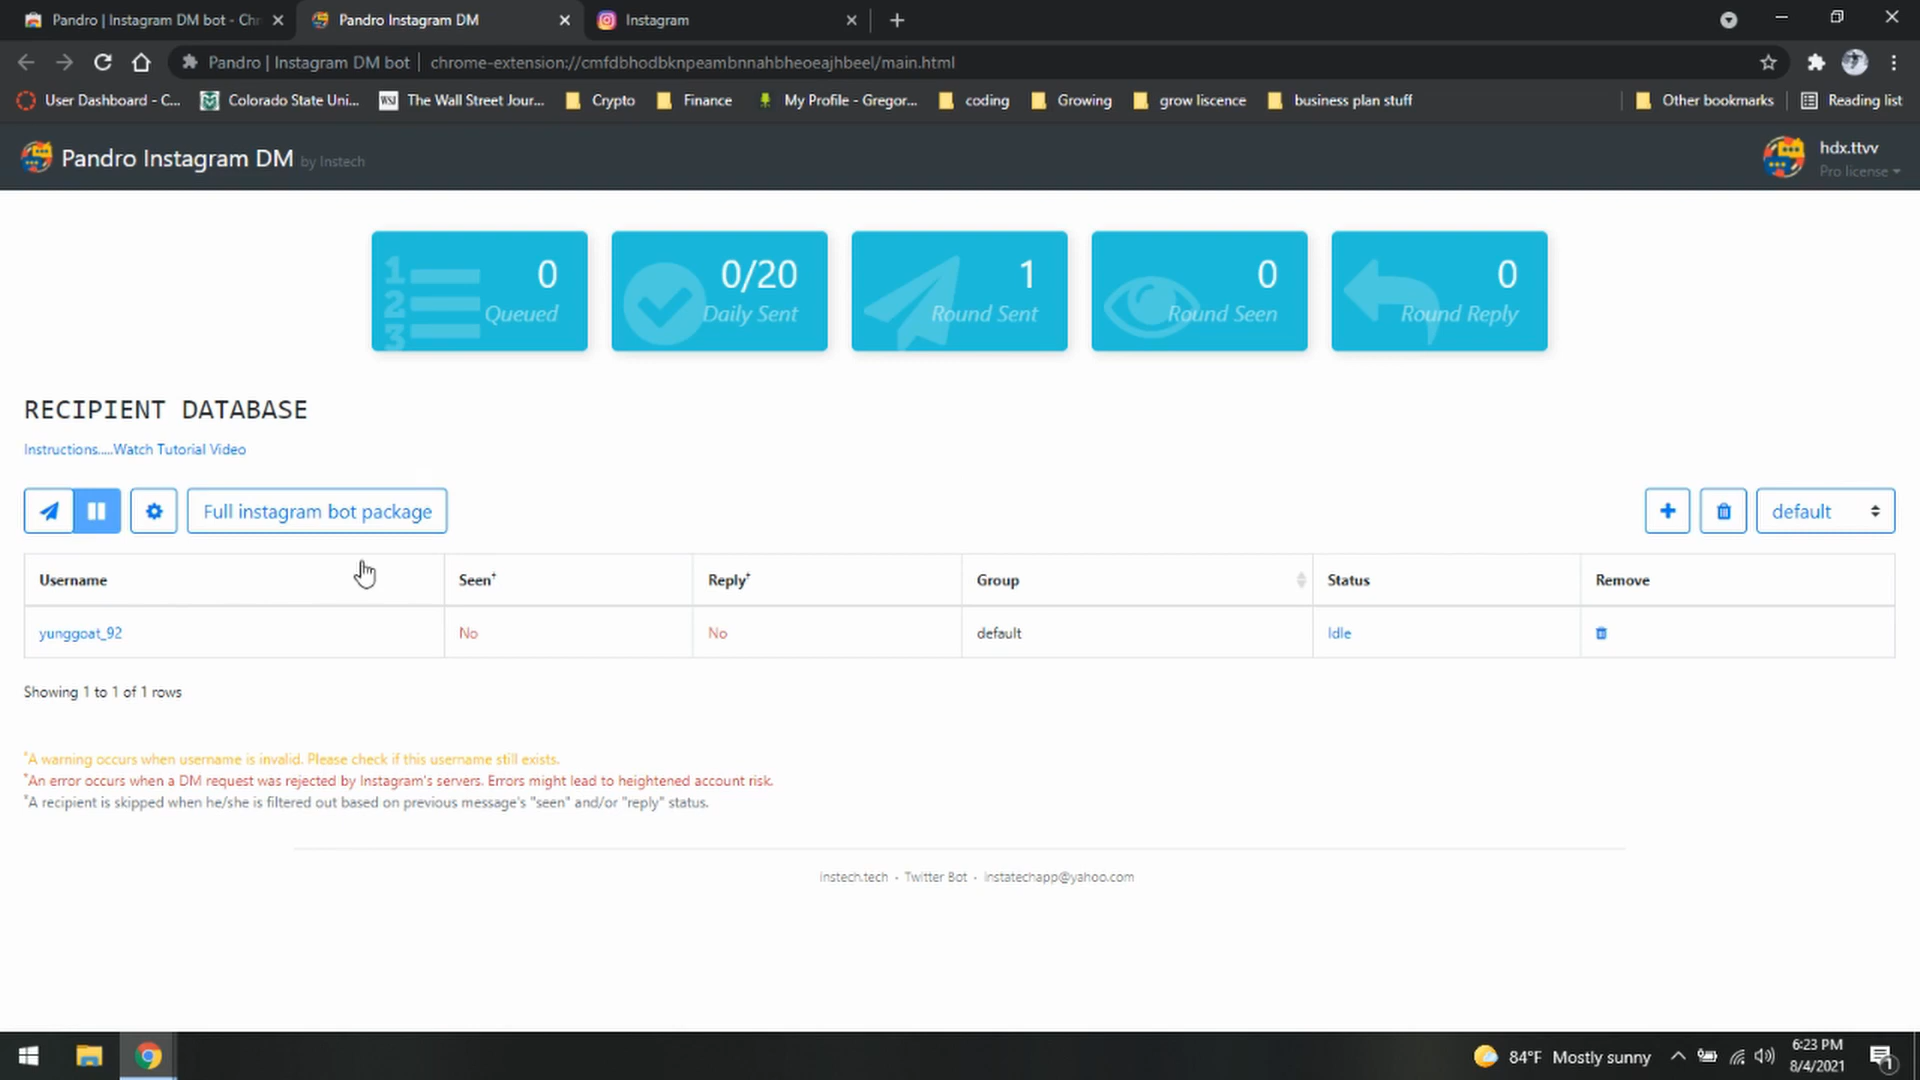 Pandro | Instagram DM bot - Chr
Pandro Instagram DM
Instagram
Pandro | Instagram DM bot
chrome-extension://cmfdbhodbknpeambnnahbheoeajhbeel/main.html
User Dashboard - C...
Colorado State Uni...
WSJ
The Wall Street Jour...
Crypto
Finance
My Profile - Gregor...
coding
Growing
grow liscence
business plan stuff
Other bookmarks
Reading list
Pandro Instagram DM by Instech
hdx.ttvv
Pro license
0
Queued
0/20
Daily Sent
1
Round Sent
0
Round Seen
0
Round Reply
RECIPIENT DATABASE
Instructions.....Watch Tutorial Video
Full instagram bot package
default
Username
Seen*
Reply*
Group
Status
Remove
yunggoat_92
No
No
default
Idle
Showing 1 to 1 of 1 rows
*A warning occurs when username is invalid. Please check if this username still exists.
*An error occurs when a DM request was rejected by Instagram's servers. Errors might lead to heightened account risk.
*A recipient is skipped when he/she is filtered out based on previous message's "seen" and/or "reply" status.
instech.tech - Twitter Bot - instatechapp@yahoo.com
84°F Mostly sunny
6:23 PM
8/4/2021
1